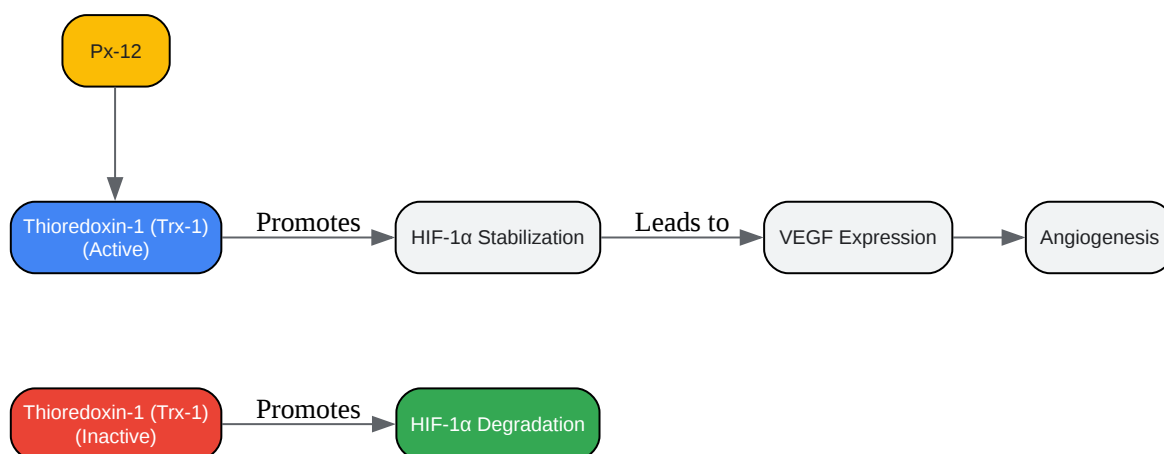 Px-12
Thioredoxin-1 (Trx-1)
(Active)
Promotes
HIF-1α Stabilization
Leads to
VEGF Expression
Angiogenesis
Thioredoxin-1 (Trx-1)
(Inactive)
Promotes
HIF-1α Degradation